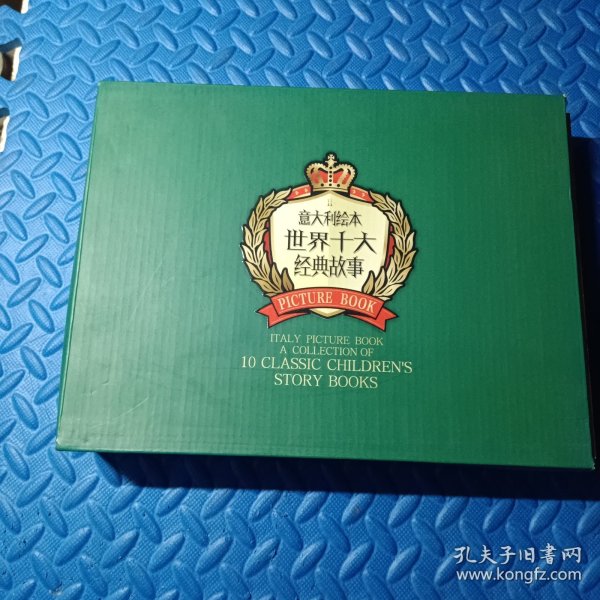 意大利绘本
世界十大
经典故事
PICTURE BOOK
ITALY PICTURE BOOK
A COLLECTION OF
10 CLASSIC CHILDREN'S
STORY BOOKS
孔夫子旧書网
www.kongfz.com